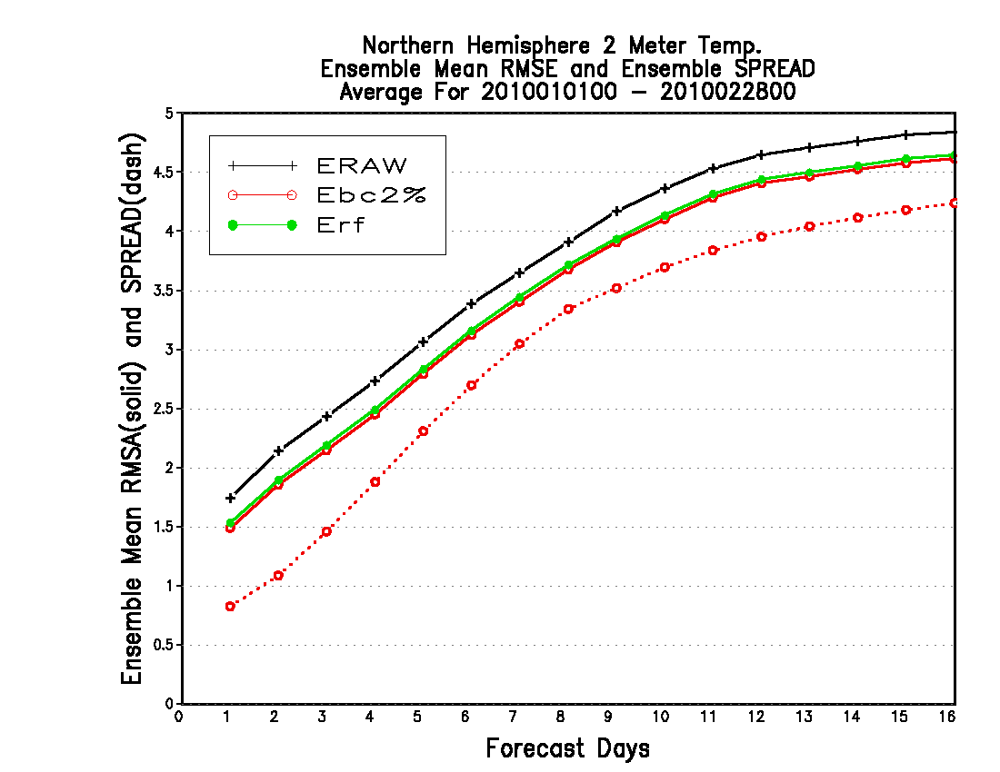 Northern Hemisphere 2 Meter Temp.
Ensemble Mean RMSE and Ensemble SPREAD
Average For 2010010100 – 2010022800
Ensemble Mean RMSA(solid) and SPREAD(dash)
5
4.5
4
3.5
3
2.5
2
1.5
1
0.5
0
ERAW
Ebc2%
Erf
0 1 2 3 4 5 6 7 8 9 10 11 12 13 14 15 16
Forecast Days